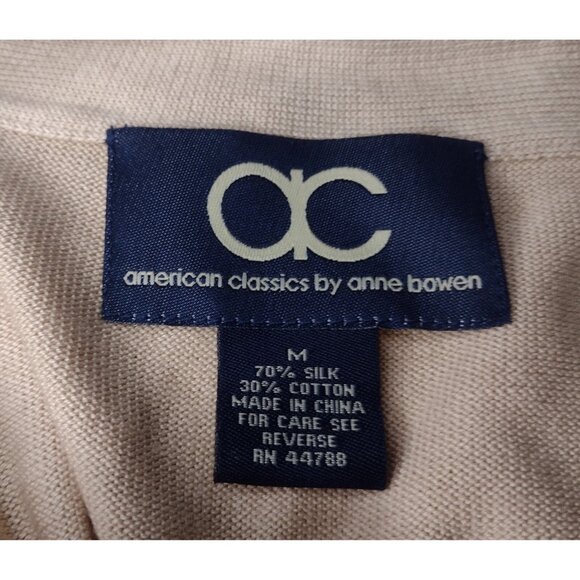 ac
american classics by anne bowen
M
70% SILK
30% COTTON
MADE IN CHINA
FOR CARE SEE
REVERSE
RN 44788